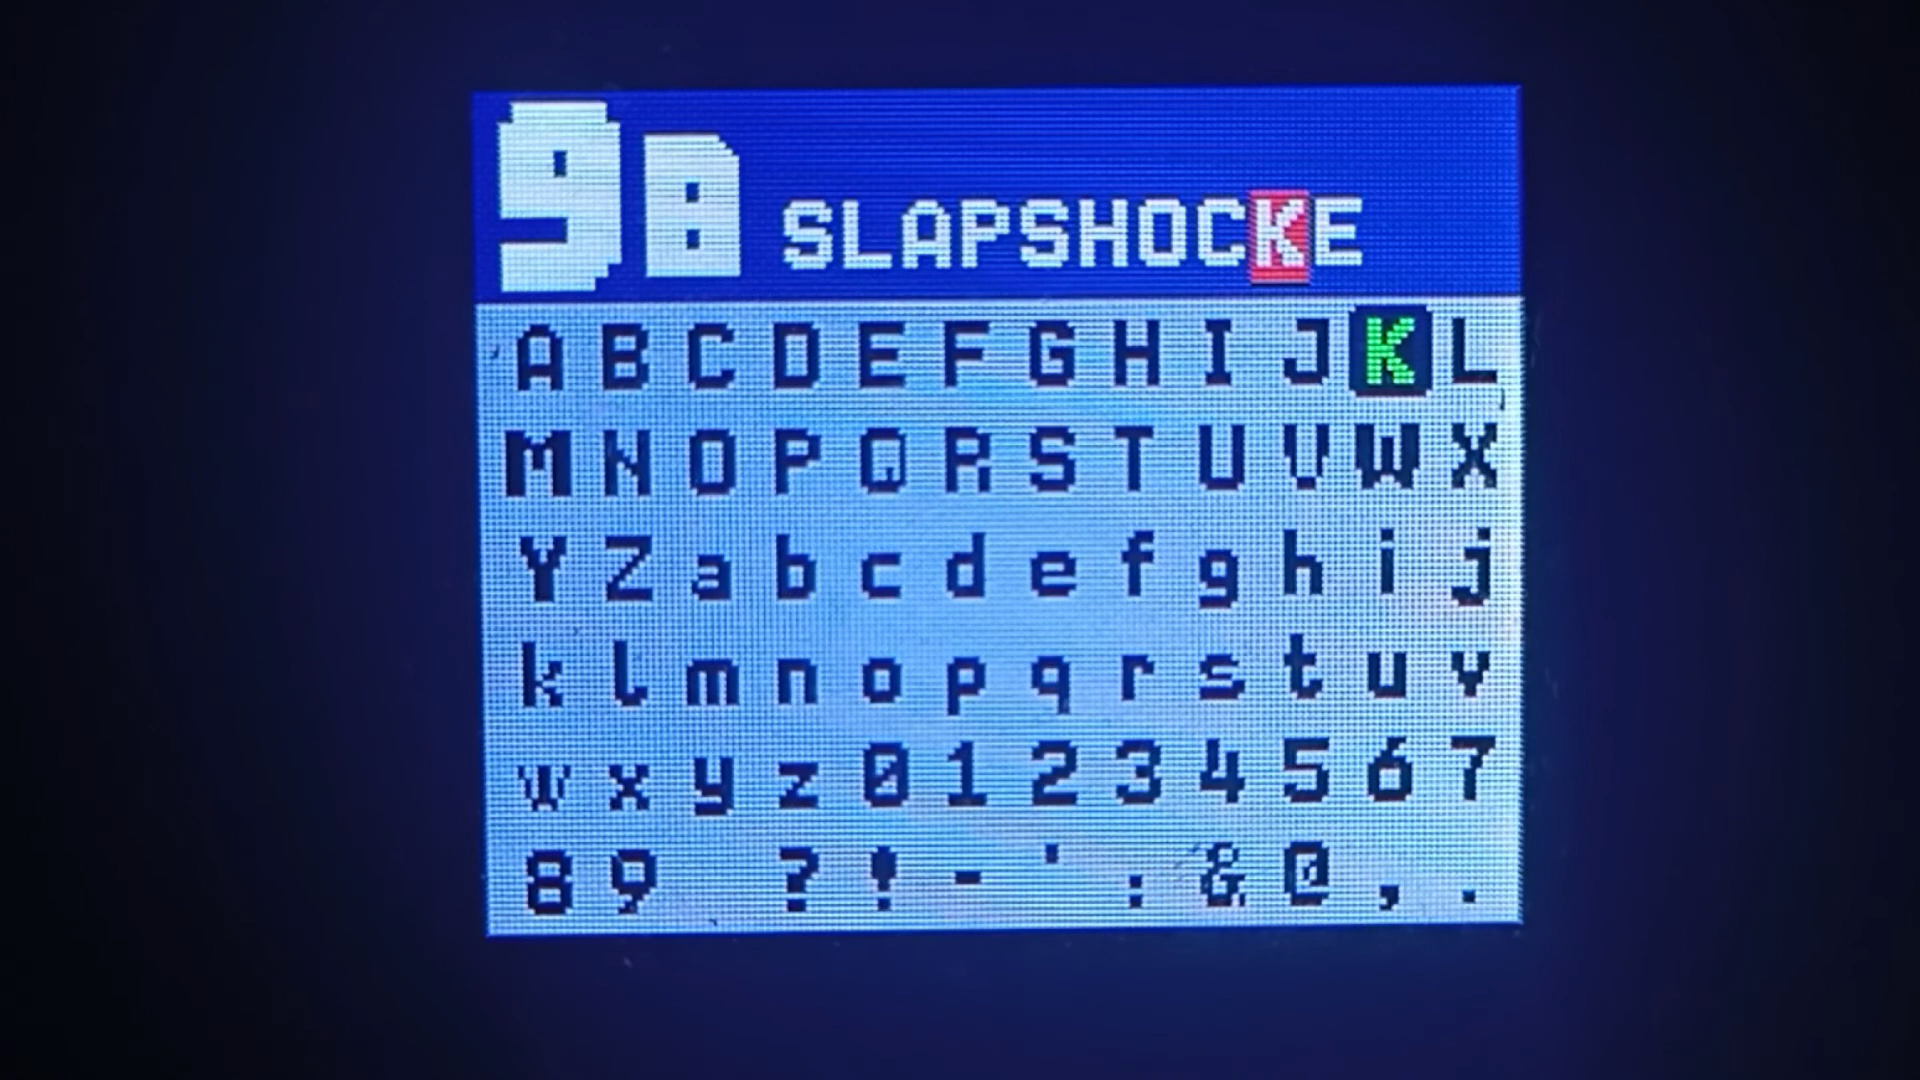 9B SLAPSHOCKE
A B C D E F G H I J K L
M N O P Q R S T U V W X
Y Z a b c d e f g h i j
k l m n o p q r s t u v
w x y z 0 1 2 3 4 5 6 7
8 9 ? ! - ' : & @ , .